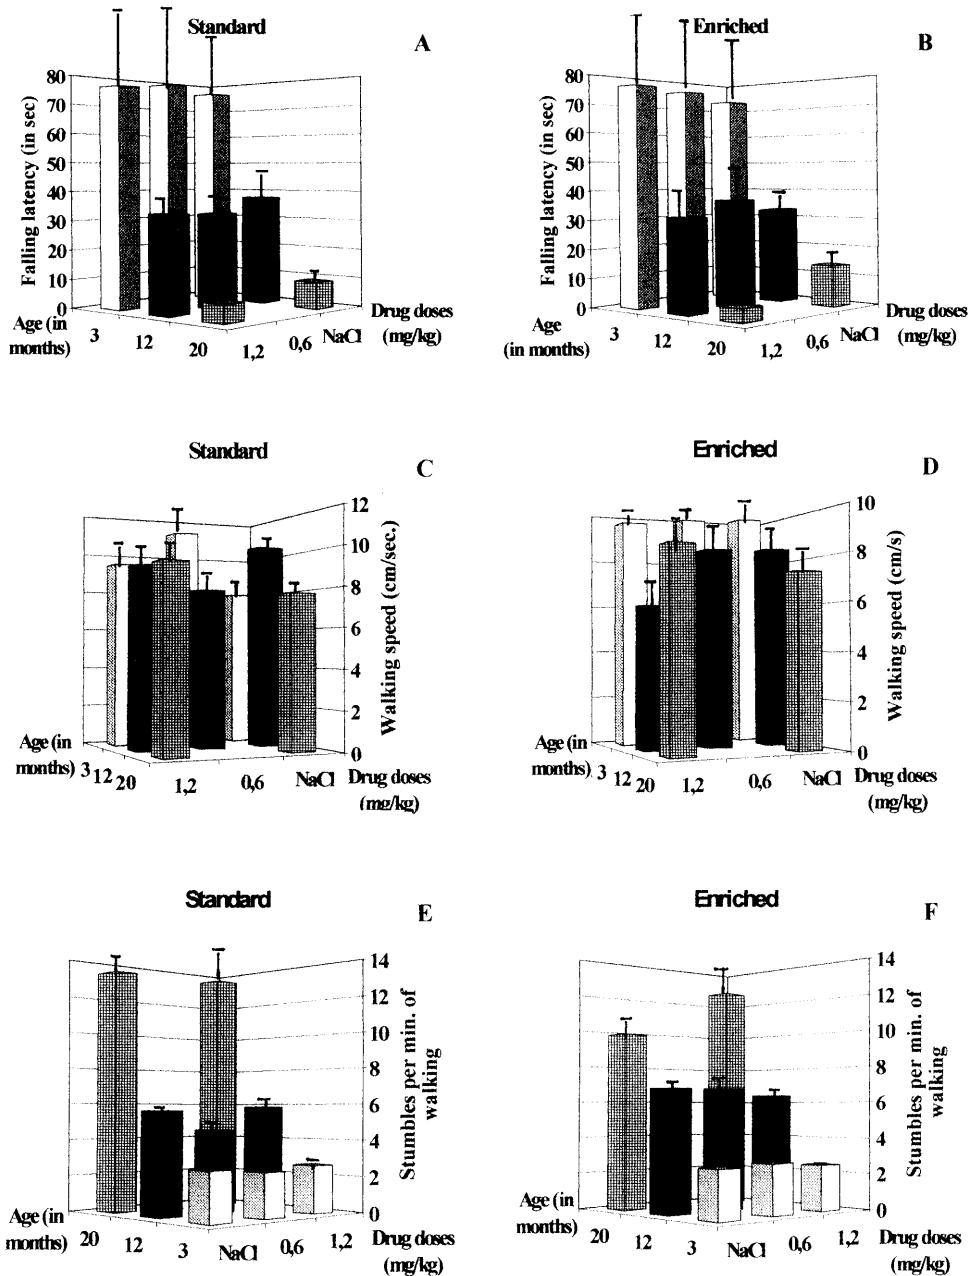 Standard
A
Falling latency (in sec)
80
70
60
50
40
30
20
10
0
Age (in
months)
3
12
20
1,2
0,6
NaCl
Drug doses
(mg/kg)
Enriched
B
Falling latency (in sec)
80
70
60
50
40
30
20
10
0
Age
(in months)
3
12
20
1,2
0,6
NaCl
Drug doses
(mg/kg)
Standard
C
12
10
8
6
4
2
0
Walking speed (cm/sec.)
Age (in
months)
3
12
20
1,2
0,6
NaCl
Drug doses
(mg/kg)
Enriched
D
10
8
6
4
2
0
Walking speed (cm/s)
Age (in
months)
3
12
20
1,2
0,6
NaCl
Drug doses
(mg/kg)
Standard
E
14
12
10
8
6
4
2
0
Stumbles per min. of
walking
Age (in
months)
20
12
3
NaCl
0,6
1,2
Drug doses
(mg/kg)
Enriched
F
14
12
10
8
6
4
2
0
Stumbles per min. of
walking
Age (in
months)
20
12
3
NaCl
0,6
1,2
Drug doses
(mg/kg)